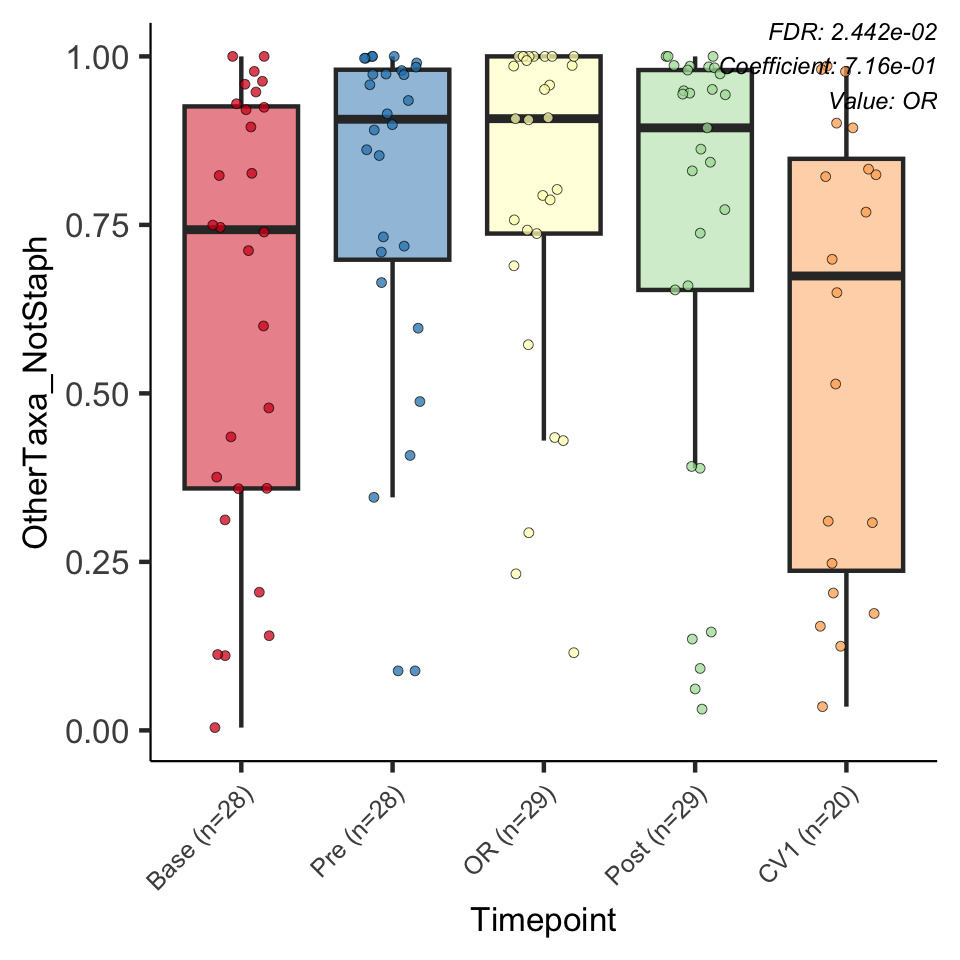 FDR: 2.442e-02
Coefficient: 7.16e-01
Value: OR
OtherTaxa_NotStaph
1.00
0.75
0.50
0.25
0.00
Base (n=28)
Pre (n=28)
OR (n=29)
Post (n=29)
CV1 (n=20)
Timepoint